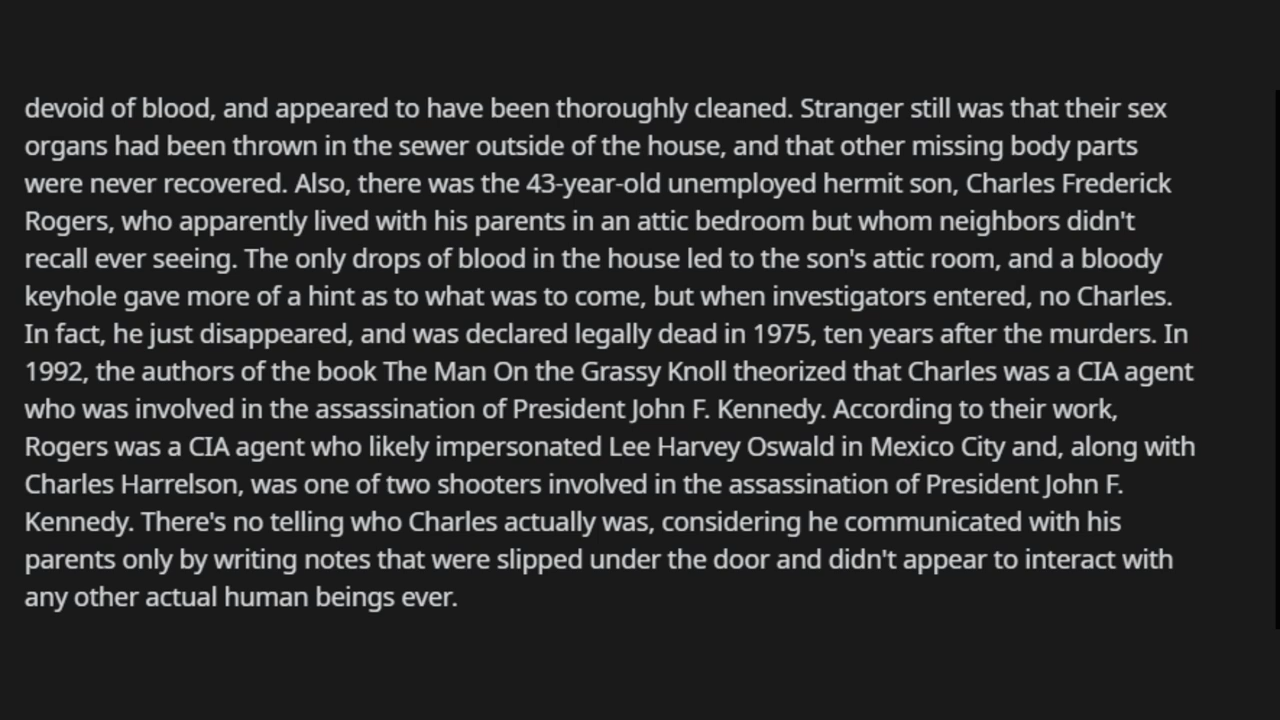 devoid of blood, and appeared to have been thoroughly cleaned. Stranger still was that their sex
organs had been thrown in the sewer outside of the house, and that other missing body parts
were never recovered. Also, there was the 43-year-old unemployed hermit son, Charles Frederick
Rogers, who apparently lived with his parents in an attic bedroom but whom neighbors didn't
recall ever seeing. The only drops of blood in the house led to the son's attic room, and a bloody
keyhole gave more of a hint as to what was to come, but when investigators entered, no Charles.
In fact, he just disappeared, and was declared legally dead in 1975, ten years after the murders. In
1992, the authors of the book The Man On the Grassy Knoll theorized that Charles was a CIA agent
who was involved in the assassination of President John F. Kennedy. According to their work,
Rogers was a CIA agent who likely impersonated Lee Harvey Oswald in Mexico City and, along with
Charles Harrelson, was one of two shooters involved in the assassination of President John F.
Kennedy. There's no telling who Charles actually was, considering he communicated with his
parents only by writing notes that were slipped under the door and didn't appear to interact with
any other actual human beings ever.